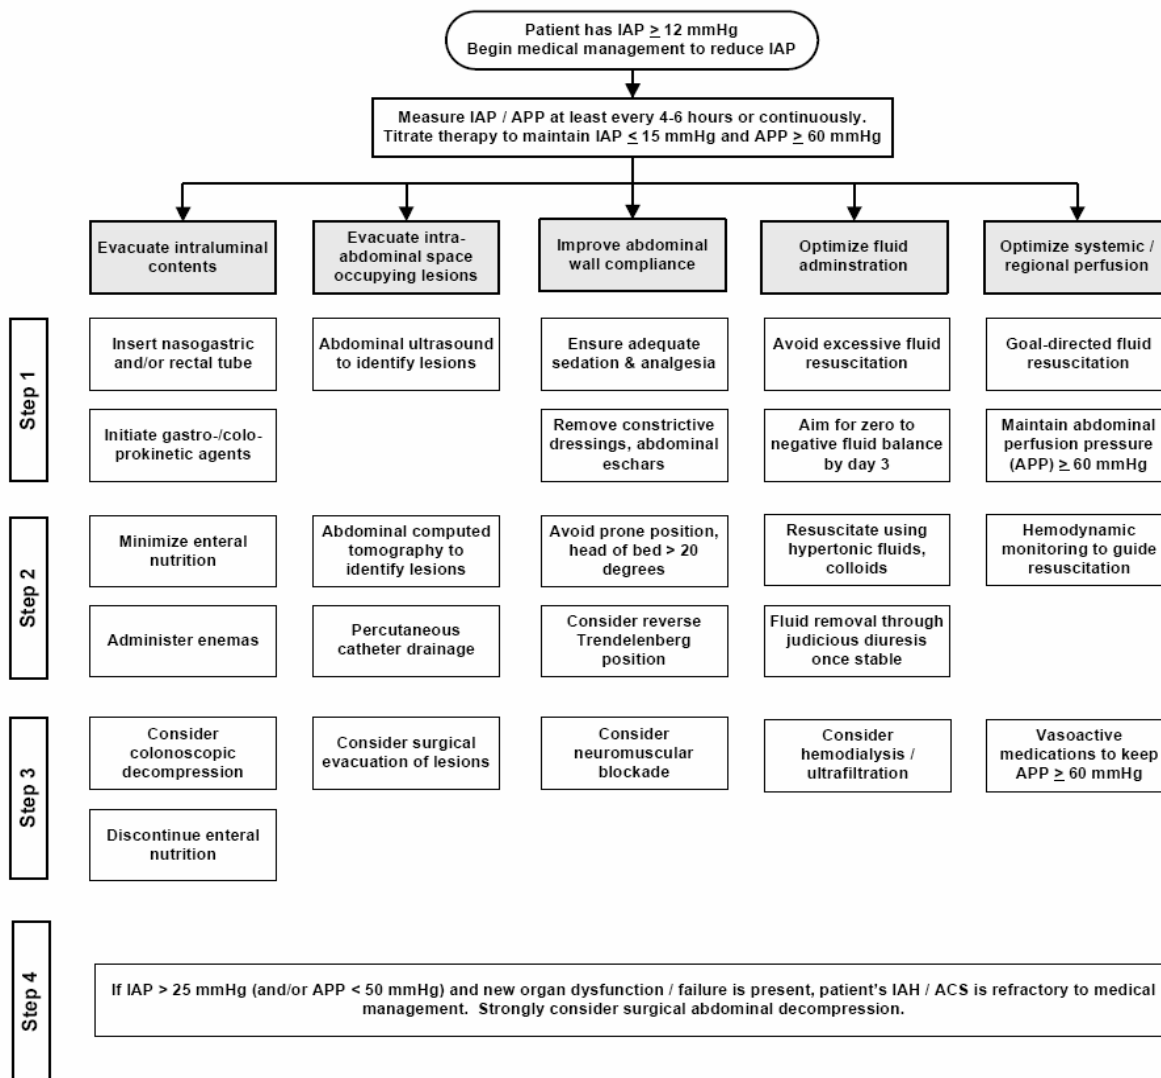 Patient has IAP ≥ 12 mmHg
Begin medical management to reduce IAP
Measure IAP / APP at least every 4-6 hours or continuously.
Titrate therapy to maintain IAP ≤ 15 mmHg and APP ≥ 60 mmHg
Evacuate intraluminal
contents
Evacuate intra-
abdominal space
occupying lesions
Improve abdominal
wall compliance
Optimize fluid
adminstration
Optimize systemic /
regional perfusion
Step 1
Insert nasogastric
and/or rectal tube
Abdominal ultrasound
to identify lesions
Ensure adequate
sedation & analgesia
Avoid excessive fluid
resuscitation
Goal-directed fluid
resuscitation
Initiate gastro-/colo-
prokinetic agents
Remove constrictive
dressings, abdominal
eschars
Aim for zero to
negative fluid balance
by day 3
Maintain abdominal
perfusion pressure
(APP) ≥ 60 mmHg
Step 2
Minimize enteral
nutrition
Abdominal computed
tomography to
identify lesions
Avoid prone position,
head of bed > 20
degrees
Resuscitate using
hypertonic fluids,
colloids
Hemodynamic
monitoring to guide
resuscitation
Administer enemas
Percutaneous
catheter drainage
Consider reverse
Trendelenberg
position
Fluid removal through
judicious diuresis
once stable
Step 3
Consider
colonoscopic
decompression
Consider surgical
evacuation of lesions
Consider
neuromuscular
blockade
Consider
hemodialysis /
ultrafiltration
Vasoactive
medications to keep
APP ≥ 60 mmHg
Discontinue enteral
nutrition
Step 4
If IAP > 25 mmHg (and/or APP < 50 mmHg) and new organ dysfunction / failure is present, patient's IAH / ACS is refractory to medical
management. Strongly consider surgical abdominal decompression.